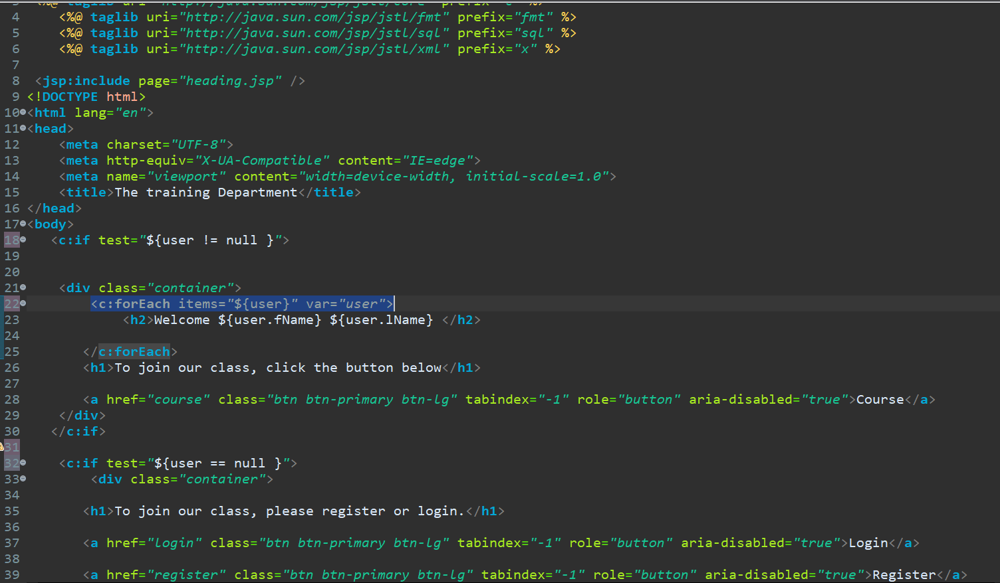 4 <%@ taglib uri="http://java.sun.com/jsp/jstl/fmt" prefix="fmt" %>
5 <%@ taglib uri="http://java.sun.com/jsp/jstl/sql" prefix="sql" %>
6 <%@ taglib uri="http://java.sun.com/jsp/jstl/xml" prefix="x" %>
7
8 <jsp:include page="heading.jsp" />
9 <!DOCTYPE html>
10 <html lang="en">
11 <head>
12 <meta charset="UTF-8">
13 <meta http-equiv="X-UA-Compatible" content="IE=edge">
14 <meta name="viewport" content="width=device-width, initial-scale=1.0">
15 <title>The training Department</title>
16 </head>
17 <body>
18 <c:if test="${user != null }">
19
20
21 <div class="container">
22 <c:forEach items="${user}" var="user">
23 <h2>Welcome ${user.fName} ${user.lName} </h2>
24
25 </c:forEach>
26 <h1>To join our class, click the button below</h1>
27
28 <a href="course" class="btn btn-primary btn-lg" tabindex="-1" role="button" aria-disabled="true">Course</a>
29 </div>
30 </c:if>
31
32 <c:if test="${user == null }">
33 <div class="container">
34
35 <h1>To join our class, please register or login.</h1>
36
37 <a href="login" class="btn btn-primary btn-lg" tabindex="-1" role="button" aria-disabled="true">Login</a>
38
39 <a href="register" class="btn btn-primary btn-lg" tabindex="-1" role="button" aria-disabled="true">Register</a>